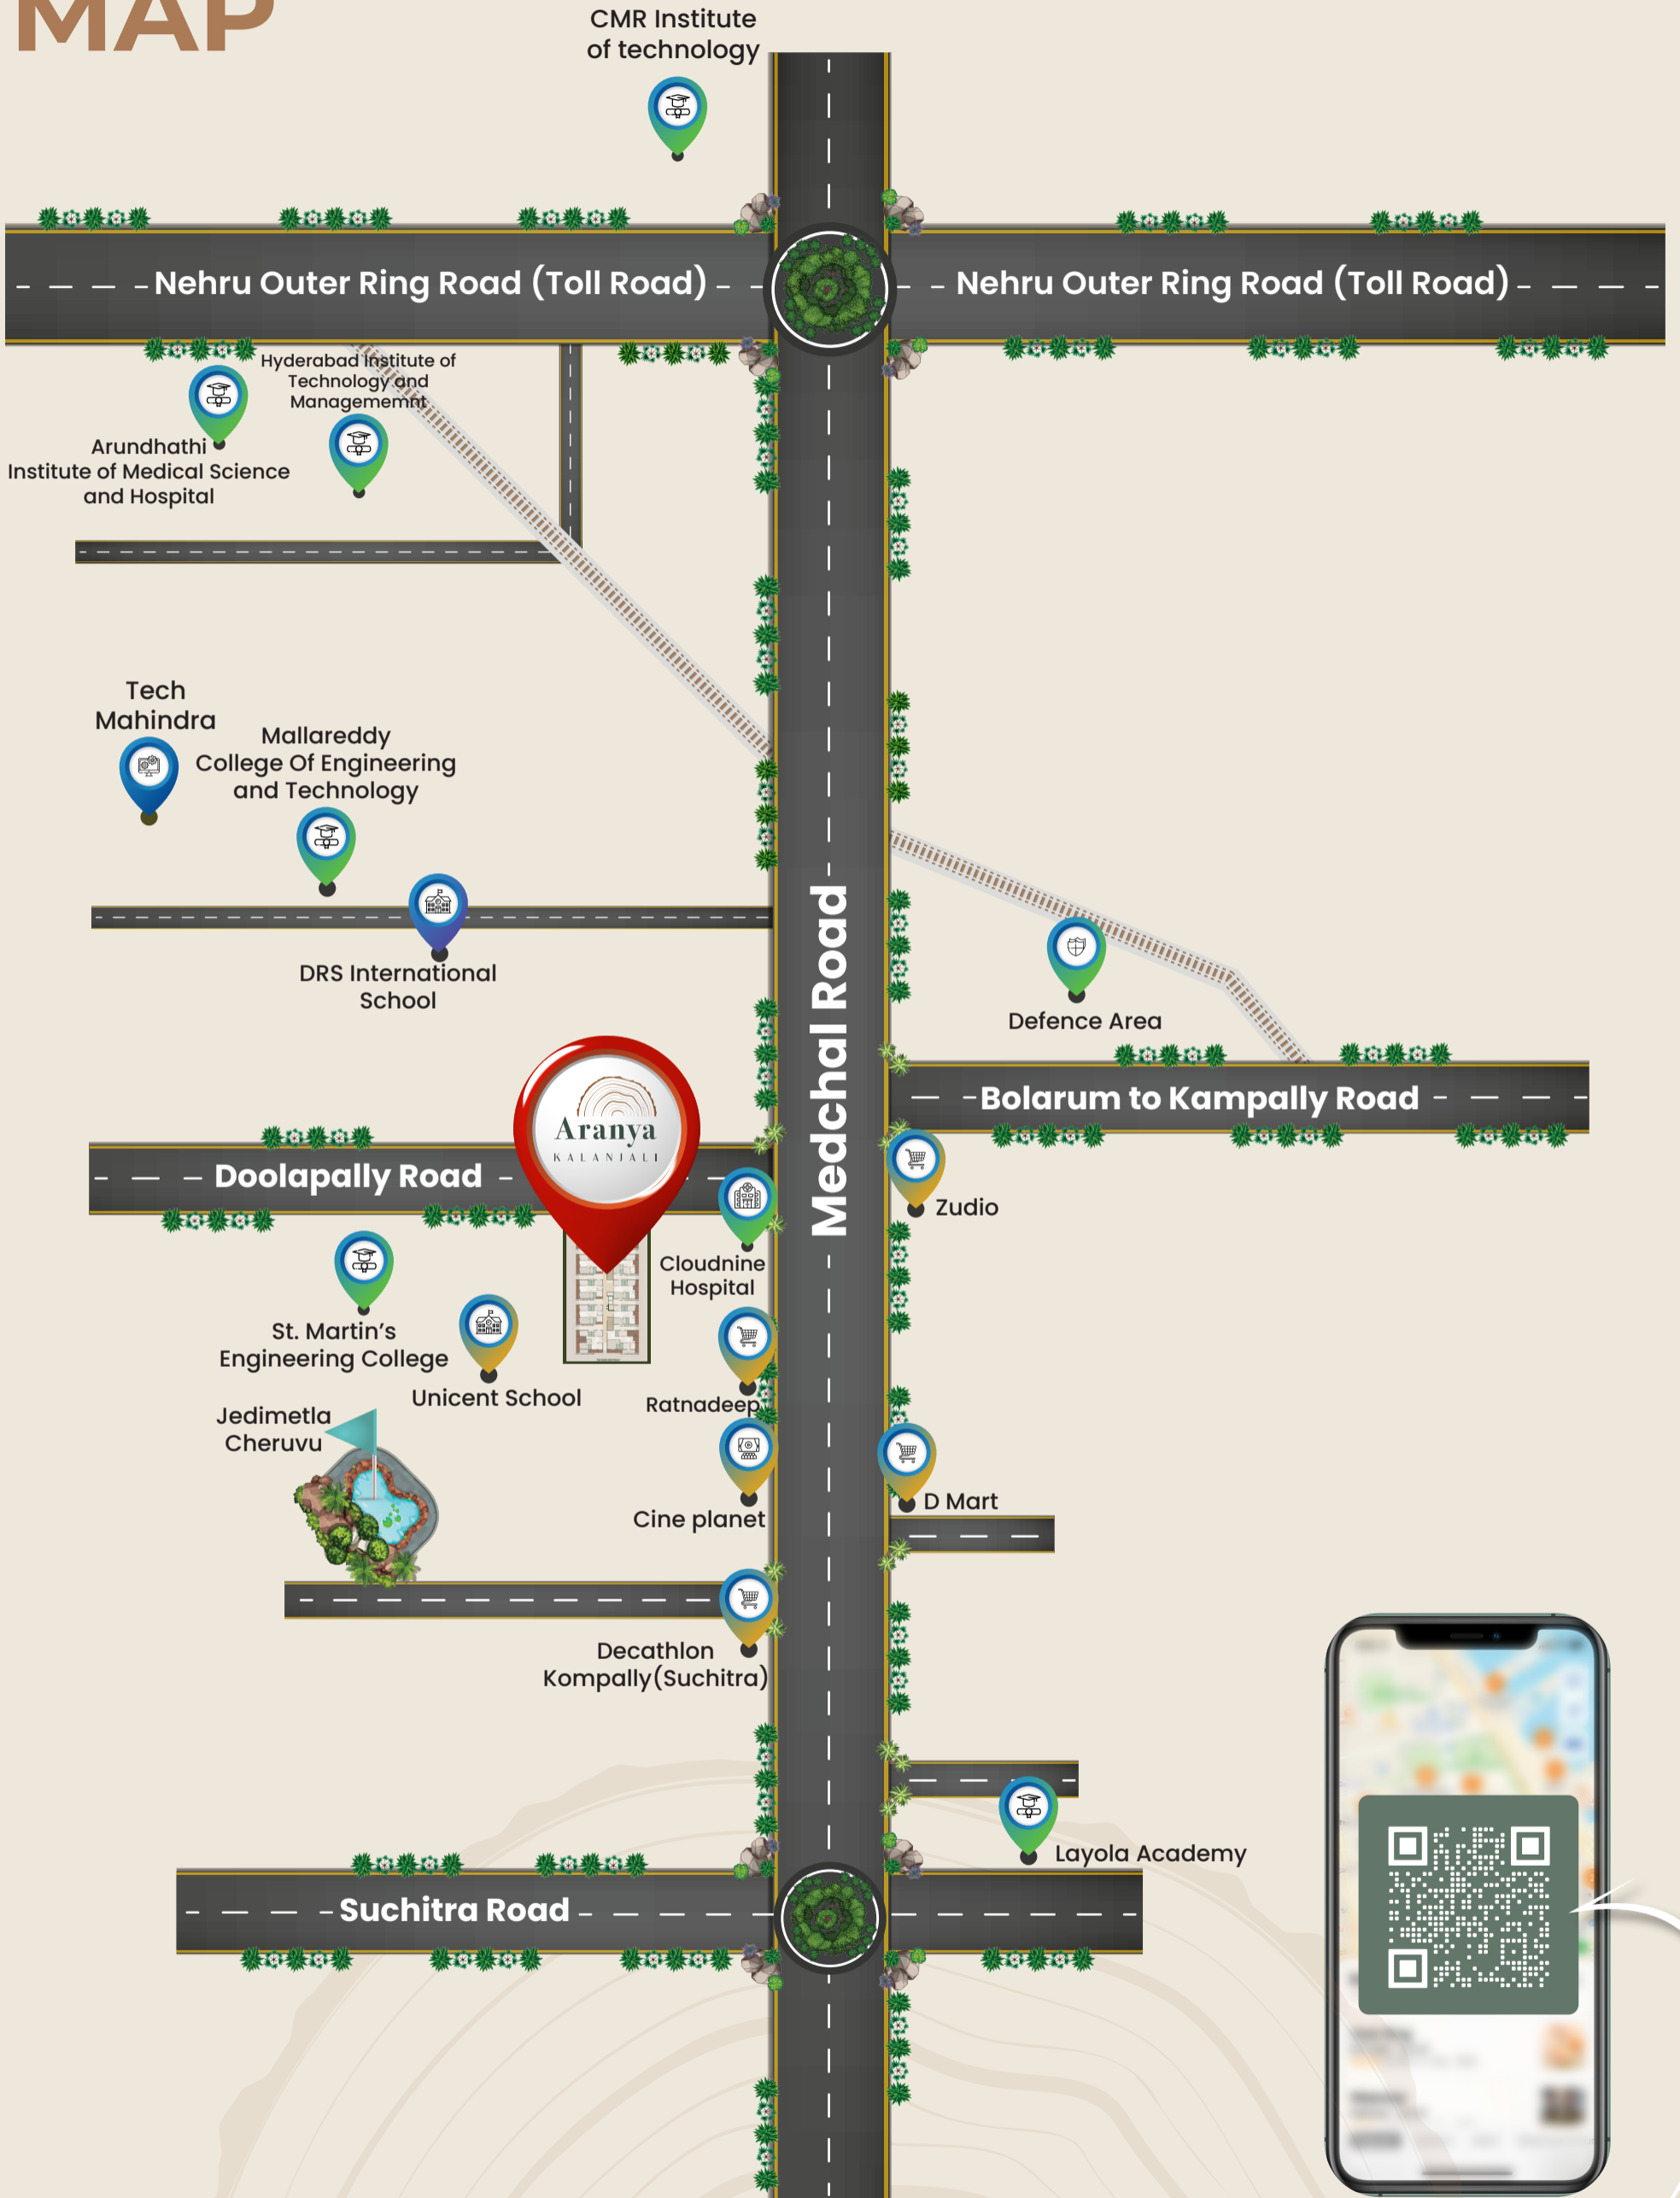 MAP
CMR Institute
of technology
Nehru Outer Ring Road (Toll Road)
Nehru Outer Ring Road (Toll Road)
Hyderabad Institute of
Technology and
Managememnt
Arundhathi
Institute of Medical Science
and Hospital
Tech
Mahindra
Mallareddy
College Of Engineering
and Technology
DRS International
School
Medchal Road
Defence Area
Bolarum to Kampally Road
Aranya
KALANJALI
Doolapally Road
Zudio
Cloudnine
Hospital
St. Martin's
Engineering College
Unicent School
Ratnadeep
Jedimetla
Cheruvu
D Mart
Cine planet
Decathlon
Kompally(Suchitra)
Layola Academy
Suchitra Road